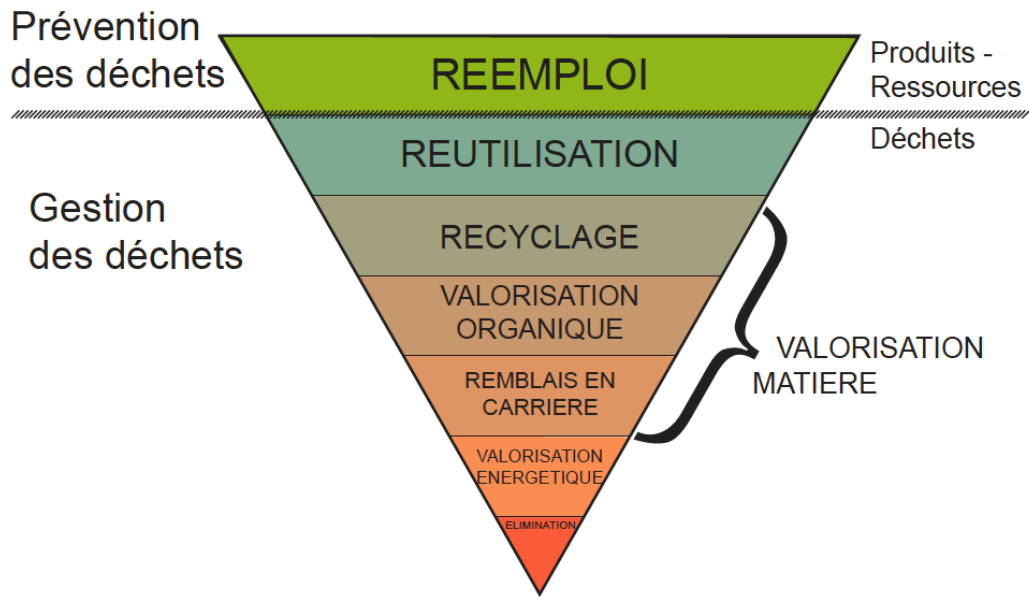 Prévention
des déchets
REEMPLOI
Produits -
Ressources
Déchets
REUTILISATION
Gestion
des déchets
RECYCLAGE
VALORISATION
ORGANIQUE
VALORISATION
MATIERE
REMBLAIS EN
CARRIERE
VALORISATION
ENERGETIQUE
ELIMINATION